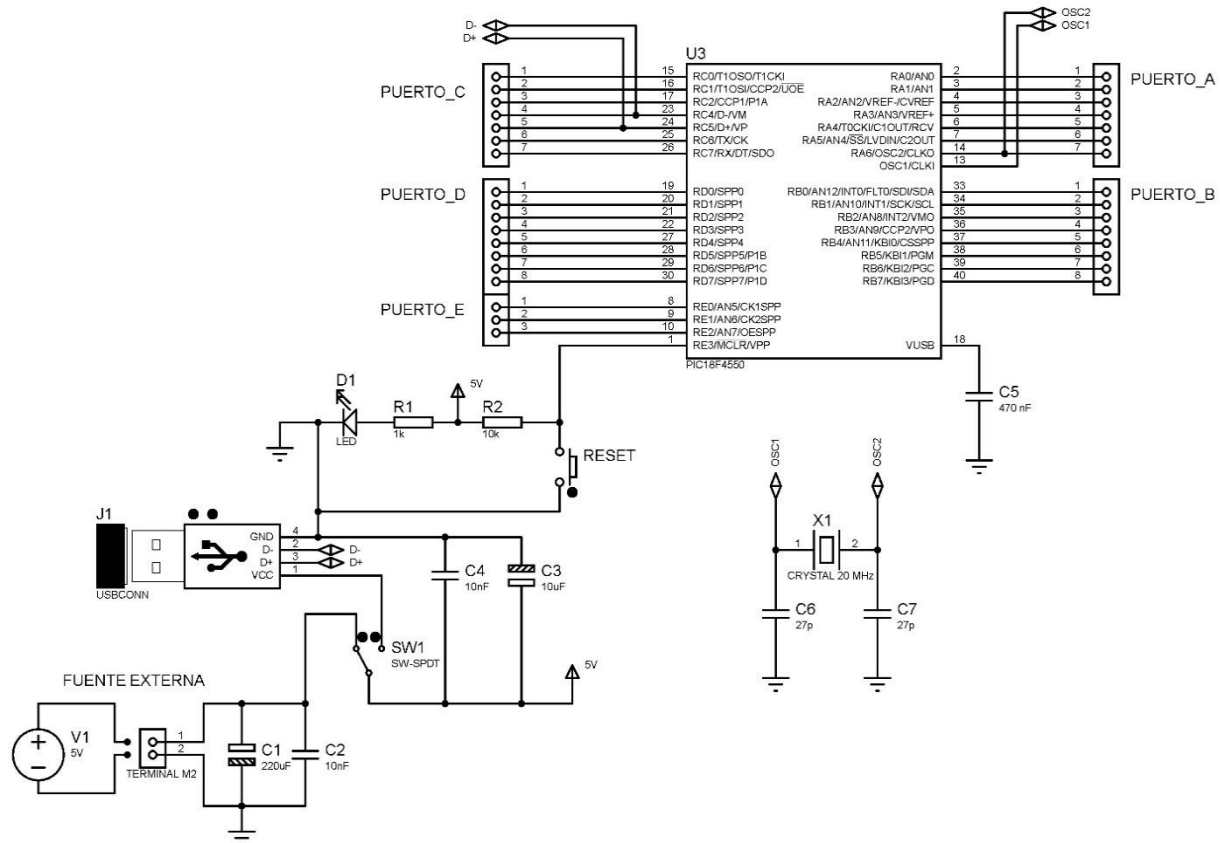 D-
D+
OSC2
OSC1
U3
PUERTO_C
1 15 RC0/T1OSO/T1CKI
2 16 RC1/T1OSI/CCP2/UOE
3 17 RC2/CCP1/P1A
4 23 RC4/D-/VM
5 24 RC5/D+/VP
6 25 RC6/TX/CK
7 26 RC7/RX/DT/SDO
RA0/AN0 2 1
RA1/AN1 3 2
RA2/AN2/VREF-/CVREF 4 3
RA3/AN3/VREF+ 5 4
RA4/T0CKI/C1OUT/RCV 6 5
RA5/AN4/SS/LVDIN/C2OUT 7 6
RA6/OSC2/CLKO 14 7
OSC1/CLKI 13
PUERTO_A
PUERTO_D
1 19 RD0/SPP0
2 20 RD1/SPP1
3 21 RD2/SPP2
4 22 RD3/SPP3
5 27 RD4/SPP4
6 28 RD5/SPP5/P1B
7 29 RD6/SPP6/P1C
8 30 RD7/SPP7/P1D
RB0/AN12/INT0/FLT0/SDI/SDA 33 1
RB1/AN10/INT1/SCK/SCL 34 2
RB2/AN8/INT2/VMO 35 3
RB3/AN9/CCP2/VPO 36 4
RB4/AN11/KBI0/CSSPP 37 5
RB5/KBI1/PGM 38 6
RB6/KBI2/PGC 39 7
RB7/KBI3/PGD 40 8
PUERTO_B
PUERTO_E
1 8 RE0/AN5/CK1SPP
2 9 RE1/AN6/CK2SPP
3 10 RE2/AN7/OESPP
1 RE3/MCLR/VPP
VUSB 18
PIC18F4550
C5
470 nF
D1
LED
R1
1k
5V
R2
10k
RESET
J1
USBCONN
GND 4
D- 2 D-
D+ 3 D+
VCC 1
C4
10nF
C3
10uF
OSC1
OSC2
X1
1 2
CRYSTAL 20 MHz
C6
27p
C7
27p
SW1
SW-SPDT
5V
FUENTE EXTERNA
V1
5V
1
2
TERMINAL M2
C1
220uF
C2
10nF